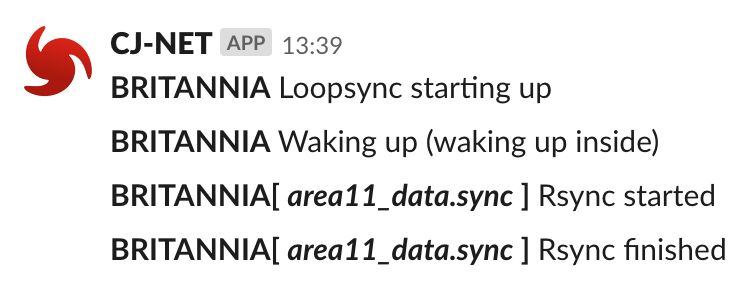 CJ-NET APP 13:39
BRITANNIA Loopsync starting up
BRITANNIA Waking up (waking up inside)
BRITANNIA[ area11_data.sync ] Rsync started
BRITANNIA[ area11_data.sync ] Rsync finished